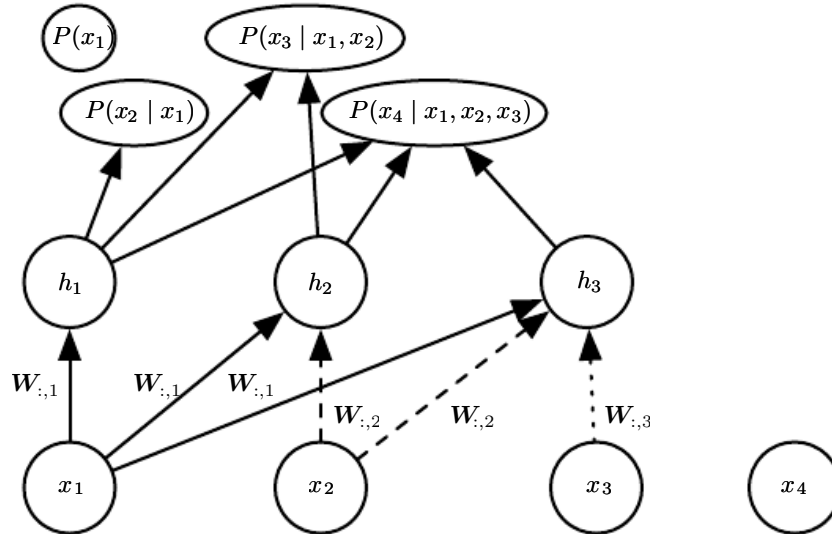 P(x₁)
P(x₃ | x₁, x₂)
P(x₂ | x₁)
P(x₄ | x₁, x₂, x₃)
h₁
h₂
h₃
W:,1
W:,1
W:,1
W:,2
W:,2
W:,3
x₁
x₂
x₃
x₄